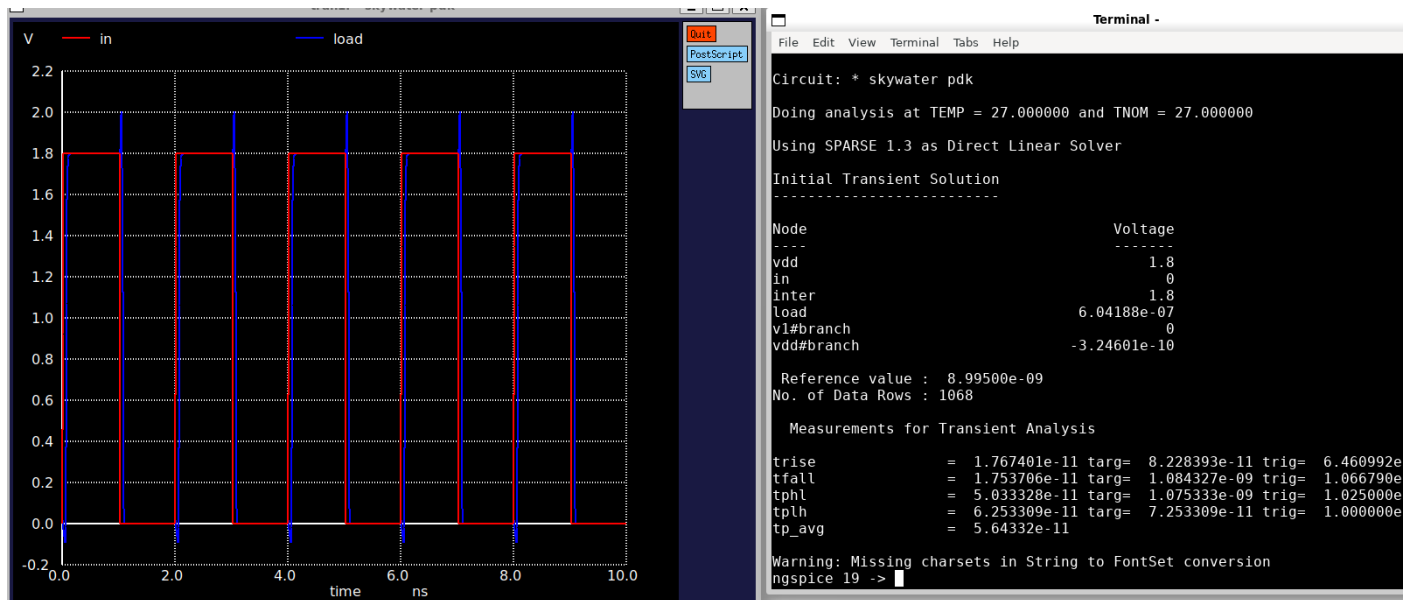 V in load
Quit
PostScript
SVG
2.2
2.0
1.8
1.6
1.4
1.2
1.0
0.8
0.6
0.4
0.2
0.0
-0.2
0.0 2.0 4.0 6.0 8.0 10.0
time ns
Terminal -
File Edit View Terminal Tabs Help
Circuit: * skywater pdk
Doing analysis at TEMP = 27.000000 and TNOM = 27.000000
Using SPARSE 1.3 as Direct Linear Solver
Initial Transient Solution
--------------------------
Node Voltage
---- -------
vdd 1.8
in 0
inter 1.8
load 6.04188e-07
v1#branch 0
vdd#branch -3.24601e-10
Reference value : 8.99500e-09
No. of Data Rows : 1068
Measurements for Transient Analysis
trise = 1.767401e-11 targ= 8.228393e-11 trig= 6.460992e
tfall = 1.753706e-11 targ= 1.084327e-09 trig= 1.066790e
tphl = 5.033328e-11 targ= 1.075333e-09 trig= 1.025000e
tplh = 6.253309e-11 targ= 7.253309e-11 trig= 1.000000e
tp_avg = 5.64332e-11
Warning: Missing charsets in String to FontSet conversion
ngspice 19 ->